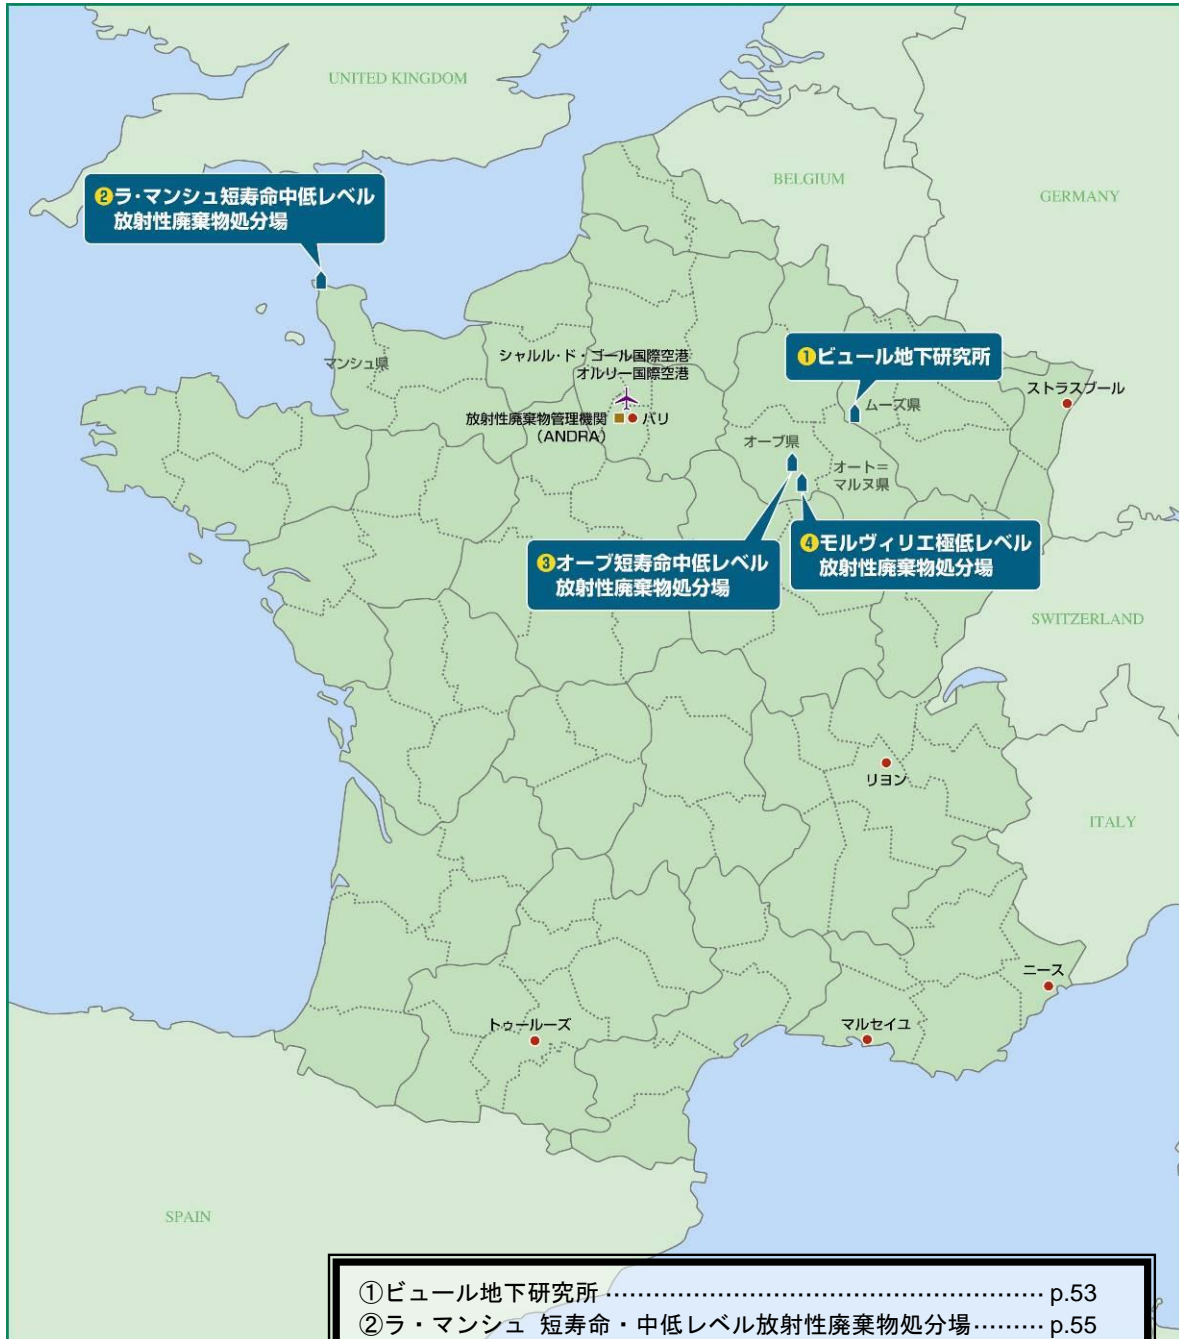 UNITED KINGDOM
BELGIUM
GERMANY
❷ラ・マンシュ短寿命中低レベル
放射性廃棄物処分場
マンシュ県
シャルル・ド・ゴール国際空港
オルリー国際空港
放射性廃棄物管理機関
（ANDRA）
パリ
❶ビュール地下研究所
ムーズ県
ストラスブール
オーブ県
オート＝
マルヌ県
❸オーブ短寿命中低レベル
放射性廃棄物処分場
❹モルヴィリエ極低レベル
放射性廃棄物処分場
SWITZERLAND
リヨン
ITALY
ニース
トゥールーズ
マルセイユ
SPAIN
①ビュール地下研究所 ………………………………………………… p.53
②ラ・マンシュ 短寿命・中低レベル放射性廃棄物処分場……… p.55